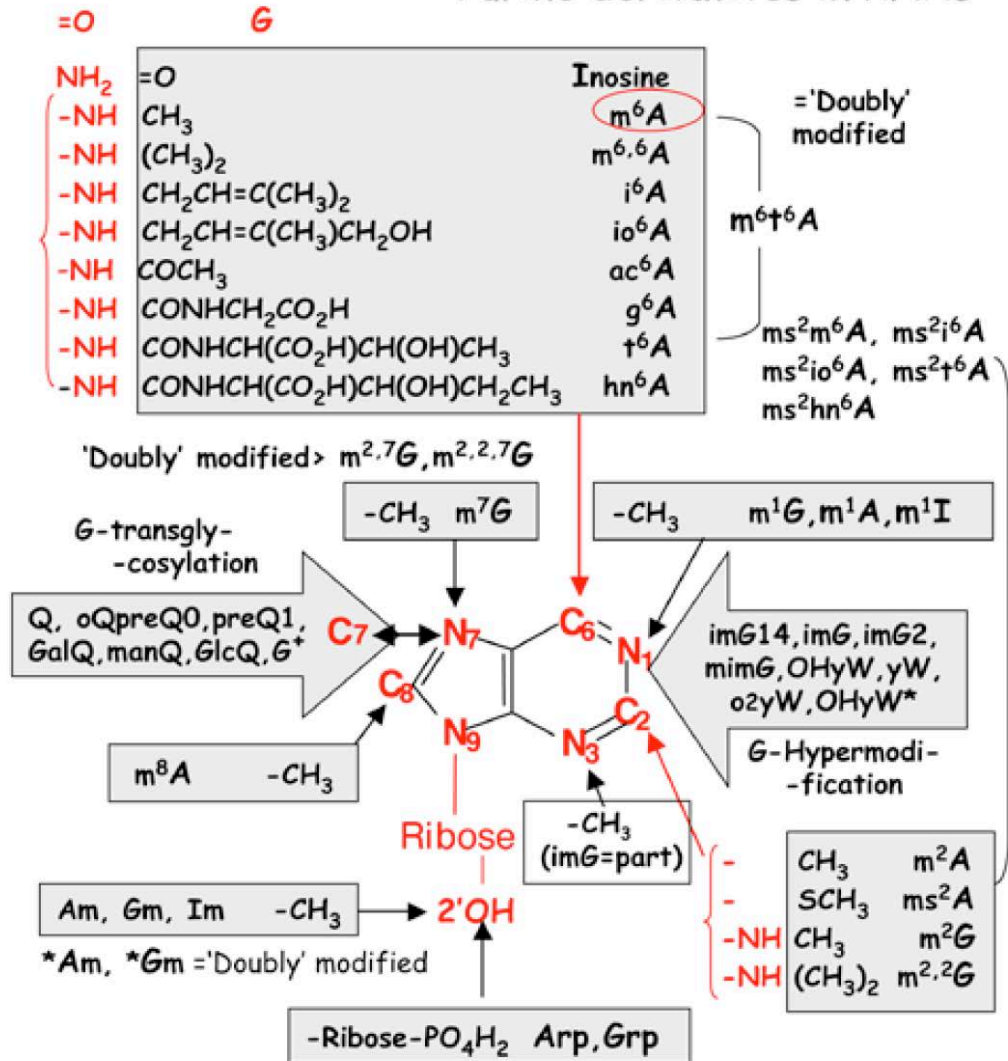 =O G
NH₂ =O Inosine
-NH CH₃ m⁶A
-NH (CH₃)₂ m⁶,⁶A
-NH CH₂CH=C(CH₃)₂ i⁶A
-NH CH₂CH=C(CH₃)CH₂OH io⁶A
-NH COCH₃ ac⁶A
-NH CONHCH₂CO₂H g⁶A
-NH CONHCH(CO₂H)CH(OH)CH₃ t⁶A
-NH CONHCH(CO₂H)CH(OH)CH₂CH₃ hn⁶A
='Doubly'
modified
m⁶t⁶A
ms²m⁶A, ms²i⁶A
ms²io⁶A, ms²t⁶A
ms²hn⁶A
'Doubly' modified> m²,⁷G,m²,²,⁷G
-CH₃ m⁷G
-CH₃ m¹G,m¹A,m¹I
G-transgly-
-cosylation
Q, oQpreQ0,preQ1,
GalQ,manQ,GlcQ,G⁺
C7
N7
C6
N1
C8
C2
N9
N3
imG14,imG,imG2,
mimG,OHyW,yW,
o2yW,OHyW*
G-Hypermodi-
-fication
m⁸A -CH₃
-CH₃
(imG=part)
Ribose
2'OH
Am, Gm, Im -CH₃
*Am, *Gm ='Doubly' modified
- CH₃ m²A
- SCH₃ ms²A
-NH CH₃ m²G
-NH (CH₃)₂ m²,²G
-Ribose-PO₄H₂ Arp,Grp